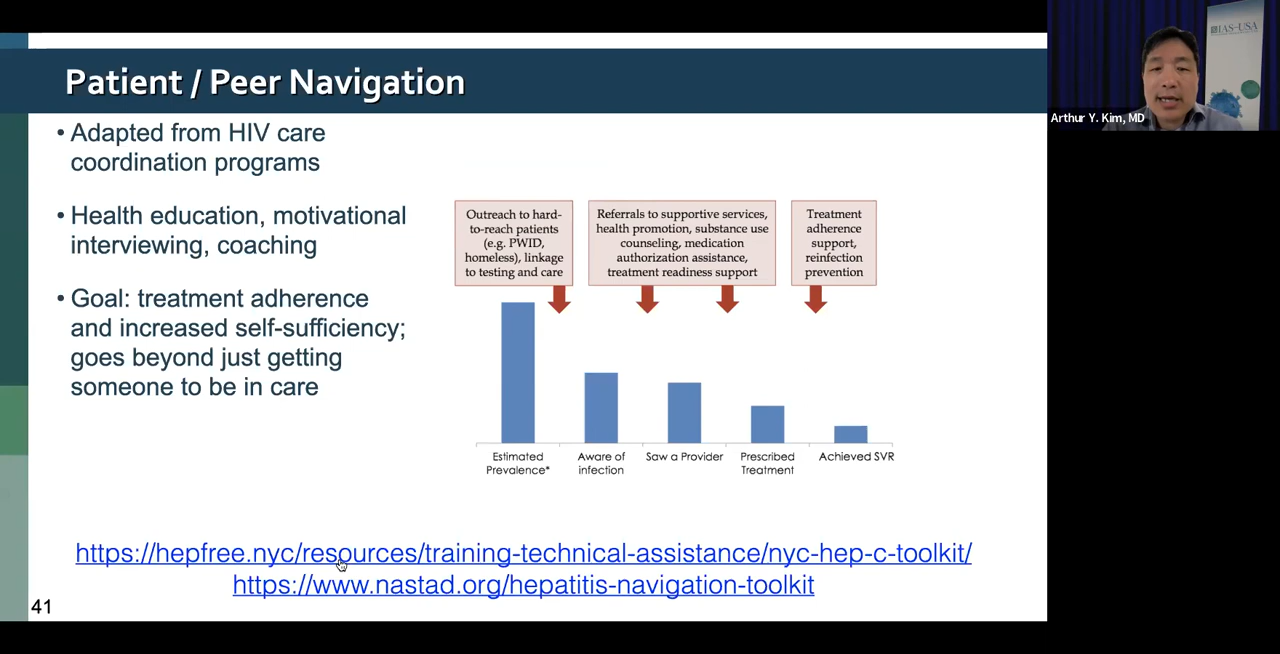 Patient / Peer Navigation
• Adapted from HIV care
coordination programs
• Health education, motivational
interviewing, coaching
• Goal: treatment adherence
and increased self-sufficiency;
goes beyond just getting
someone to be in care
Outreach to hard-
to-reach patients
(e.g. PWID,
homeless), linkage
to testing and care
Referrals to supportive services,
health promotion, substance use
counseling, medication
authorization assistance,
treatment readiness support
Treatment
adherence
support,
reinfection
prevention
Estimated
Prevalence*
Aware of
infection
Saw a Provider
Prescribed
Treatment
Achieved SVR
https://hepfree.nyc/resources/training-technical-assistance/nyc-hep-c-toolkit/
https://www.nastad.org/hepatitis-navigation-toolkit
41
IAS-USA
Arthur Y. Kim, MD